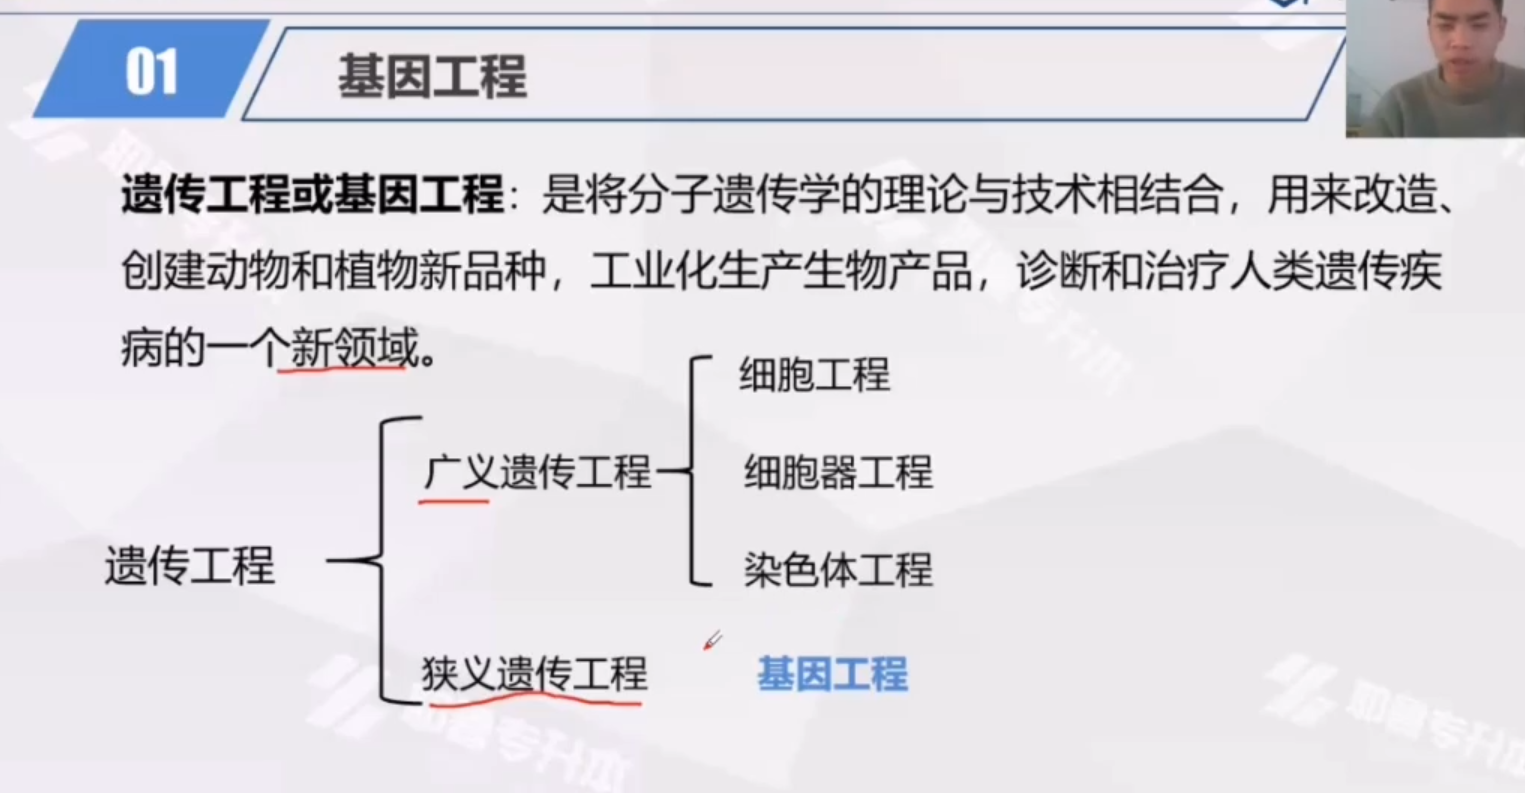 01
基因工程
遗传工程或基因工程：是将分子遗传学的理论与技术相结合，用来改造、
创建动物和植物新品种，工业化生产生物产品，诊断和治疗人类遗传疾
病的一个新领域。
细胞工程
广义遗传工程
细胞器工程
染色体工程
遗传工程
狭义遗传工程
基因工程